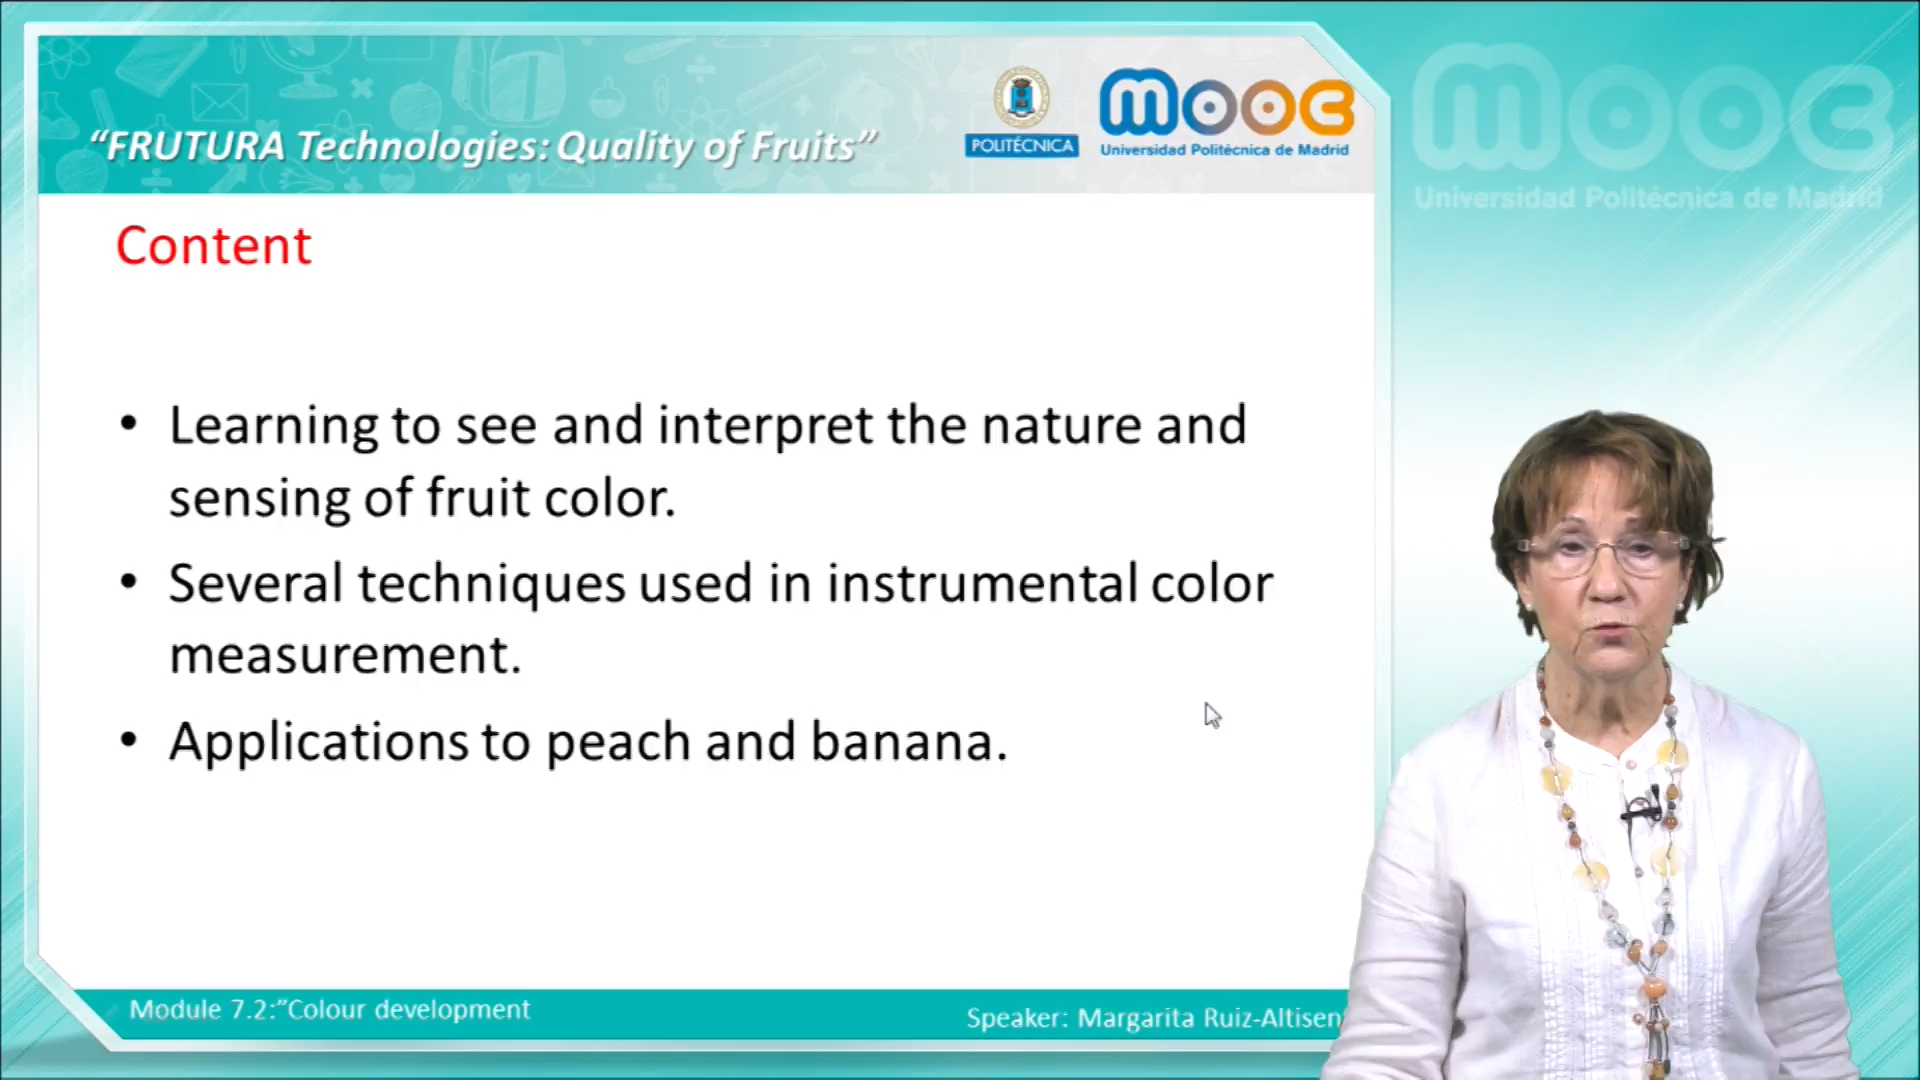 “FRUTURA Technologies: Quality of Fruits”
POLITÉCNICA
mooc
Universidad Politécnica de Madrid
mooc
Universidad Politécnica de Madrid
Content
• Learning to see and interpret the nature and
sensing of fruit color.
• Several techniques used in instrumental color
measurement.
• Applications to peach and banana.
Module 7.2:”Colour development
Speaker: Margarita Ruiz-Altisent